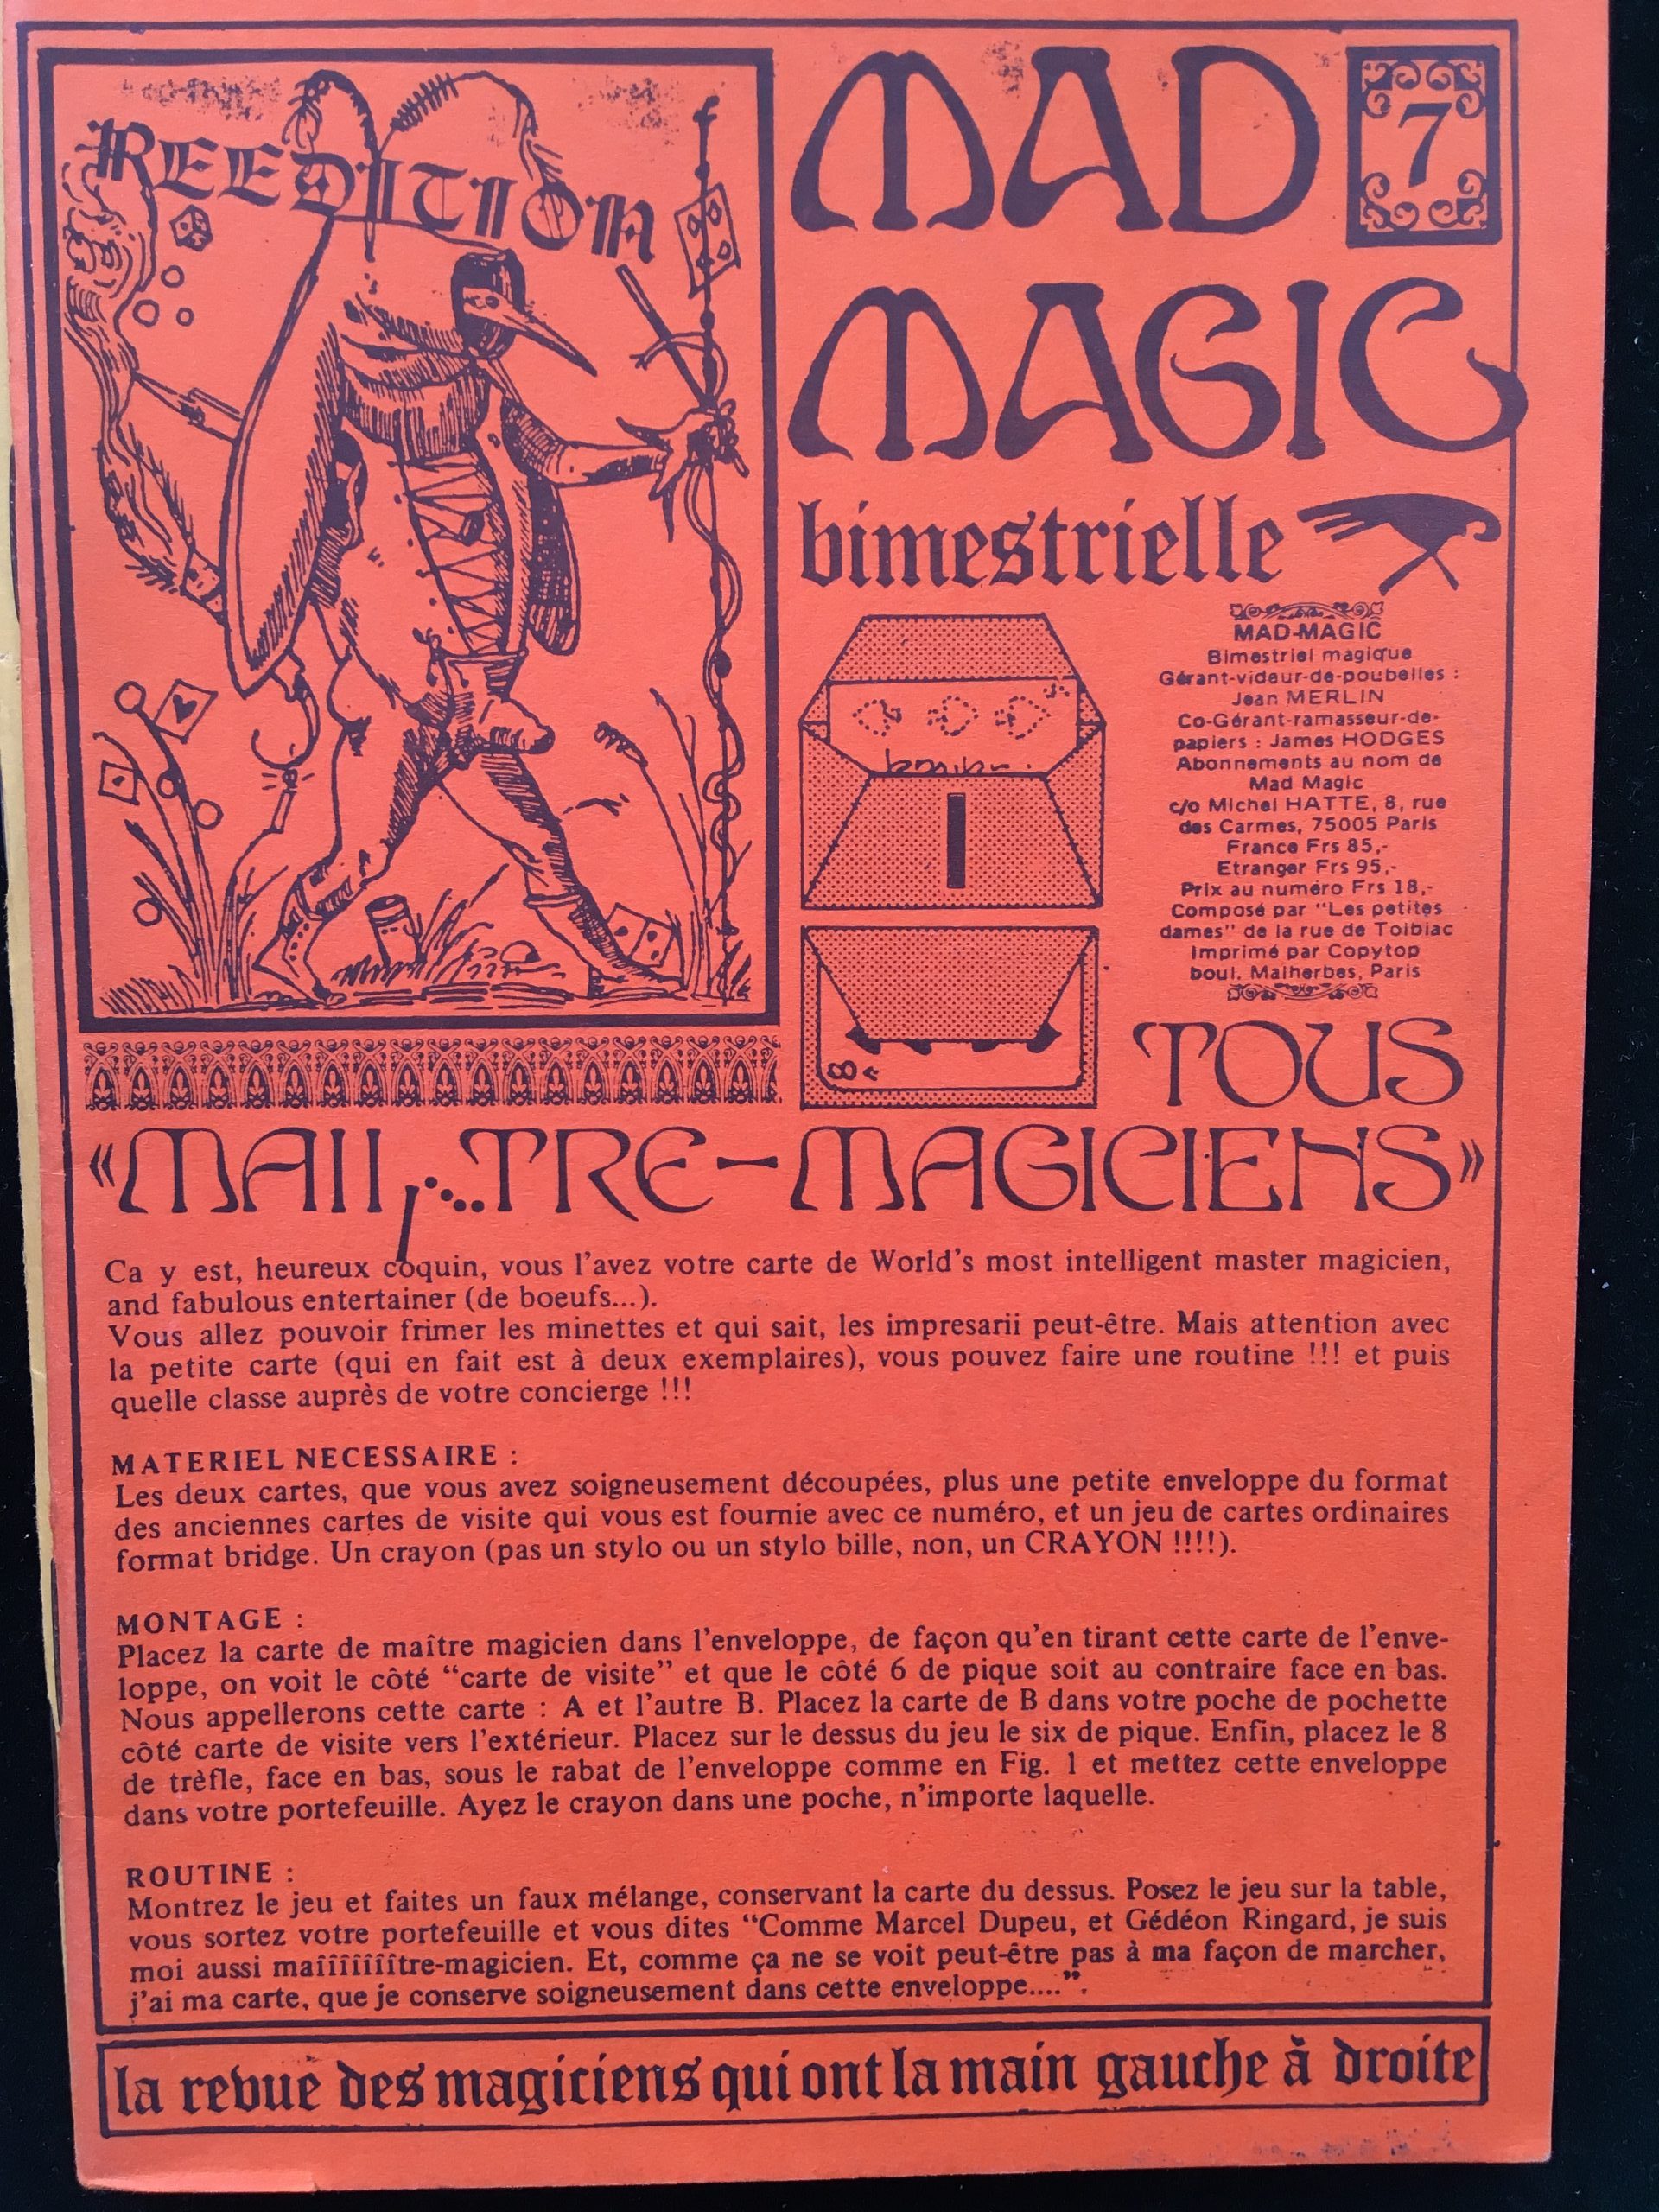 REEDITION
MAD
7
MAGIC
bimestrielle
MAD-MAGIC
Bimestriel magique
Gérant-videur-de-poubelles :
Jean MERLIN
Co-Gérant-ramasseur-de-
papiers : James HODGES
Abonnements au nom de
Mad Magic
c/o Michel HATTE, 8, rue
des Carmes, 75005 Paris
France Frs 85,-
Etranger Frs 95,-
Prix au numéro Frs 18,-
Composé par "Les petites
dames" de la rue de Tolbiac
Imprimé par Copytop
boul. Malherbes, Paris
8
TOUS
«MAII,...TRE-MAGICIENS»
Ca y est, heureux coquin, vous l'avez votre carte de World's most intelligent master magicien,
and fabulous entertainer (de boeufs...).
Vous allez pouvoir frimer les minettes et qui sait, les impresarii peut-être. Mais attention avec
la petite carte (qui en fait est à deux exemplaires), vous pouvez faire une routine !!! et puis
quelle classe auprès de votre concierge !!!
MATERIEL NECESSAIRE :
Les deux cartes, que vous avez soigneusement découpées, plus une petite enveloppe du format
des anciennes cartes de visite qui vous est fournie avec ce numéro, et un jeu de cartes ordinaires
format bridge. Un crayon (pas un stylo ou un stylo bille, non, un CRAYON !!!!).
MONTAGE :
Placez la carte de maître magicien dans l'enveloppe, de façon qu'en tirant cette carte de l'enve-
loppe, on voit le côté "carte de visite" et que le côté 6 de pique soit au contraire face en bas.
Nous appellerons cette carte : A et l'autre B. Placez la carte de B dans votre poche de pochette
côté carte de visite vers l'extérieur. Placez sur le dessus du jeu le six de pique. Enfin, placez le 8
de trèfle, face en bas, sous le rabat de l'enveloppe comme en Fig. 1 et mettez cette enveloppe
dans votre portefeuille. Ayez le crayon dans une poche, n'importe laquelle.
ROUTINE :
Montrez le jeu et faites un faux mélange, conservant la carte du dessus. Posez le jeu sur la table,
vous sortez votre portefeuille et vous dites "Comme Marcel Dupeu, et Gédéon Ringard, je suis
moi aussi maîîîîîîître-magicien. Et, comme ça ne se voit peut-être pas à ma façon de marcher,
j'ai ma carte, que je conserve soigneusement dans cette enveloppe....".
la revue des magiciens qui ont la main gauche à droite